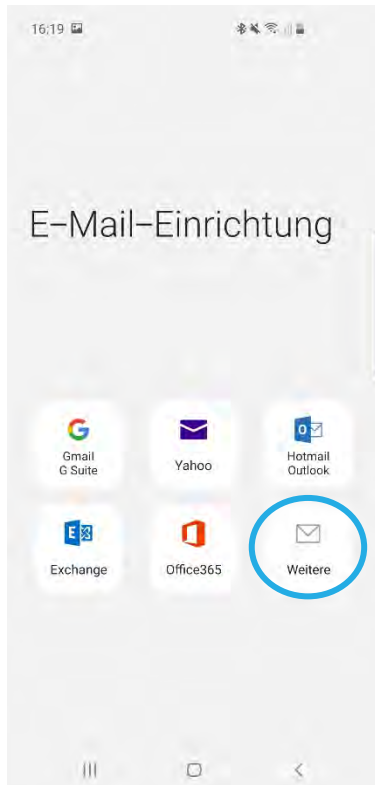 16:19
E-Mail-Einrichtung
Gmail
G Suite
Yahoo
Hotmail
Outlook
Exchange
Office365
Weitere